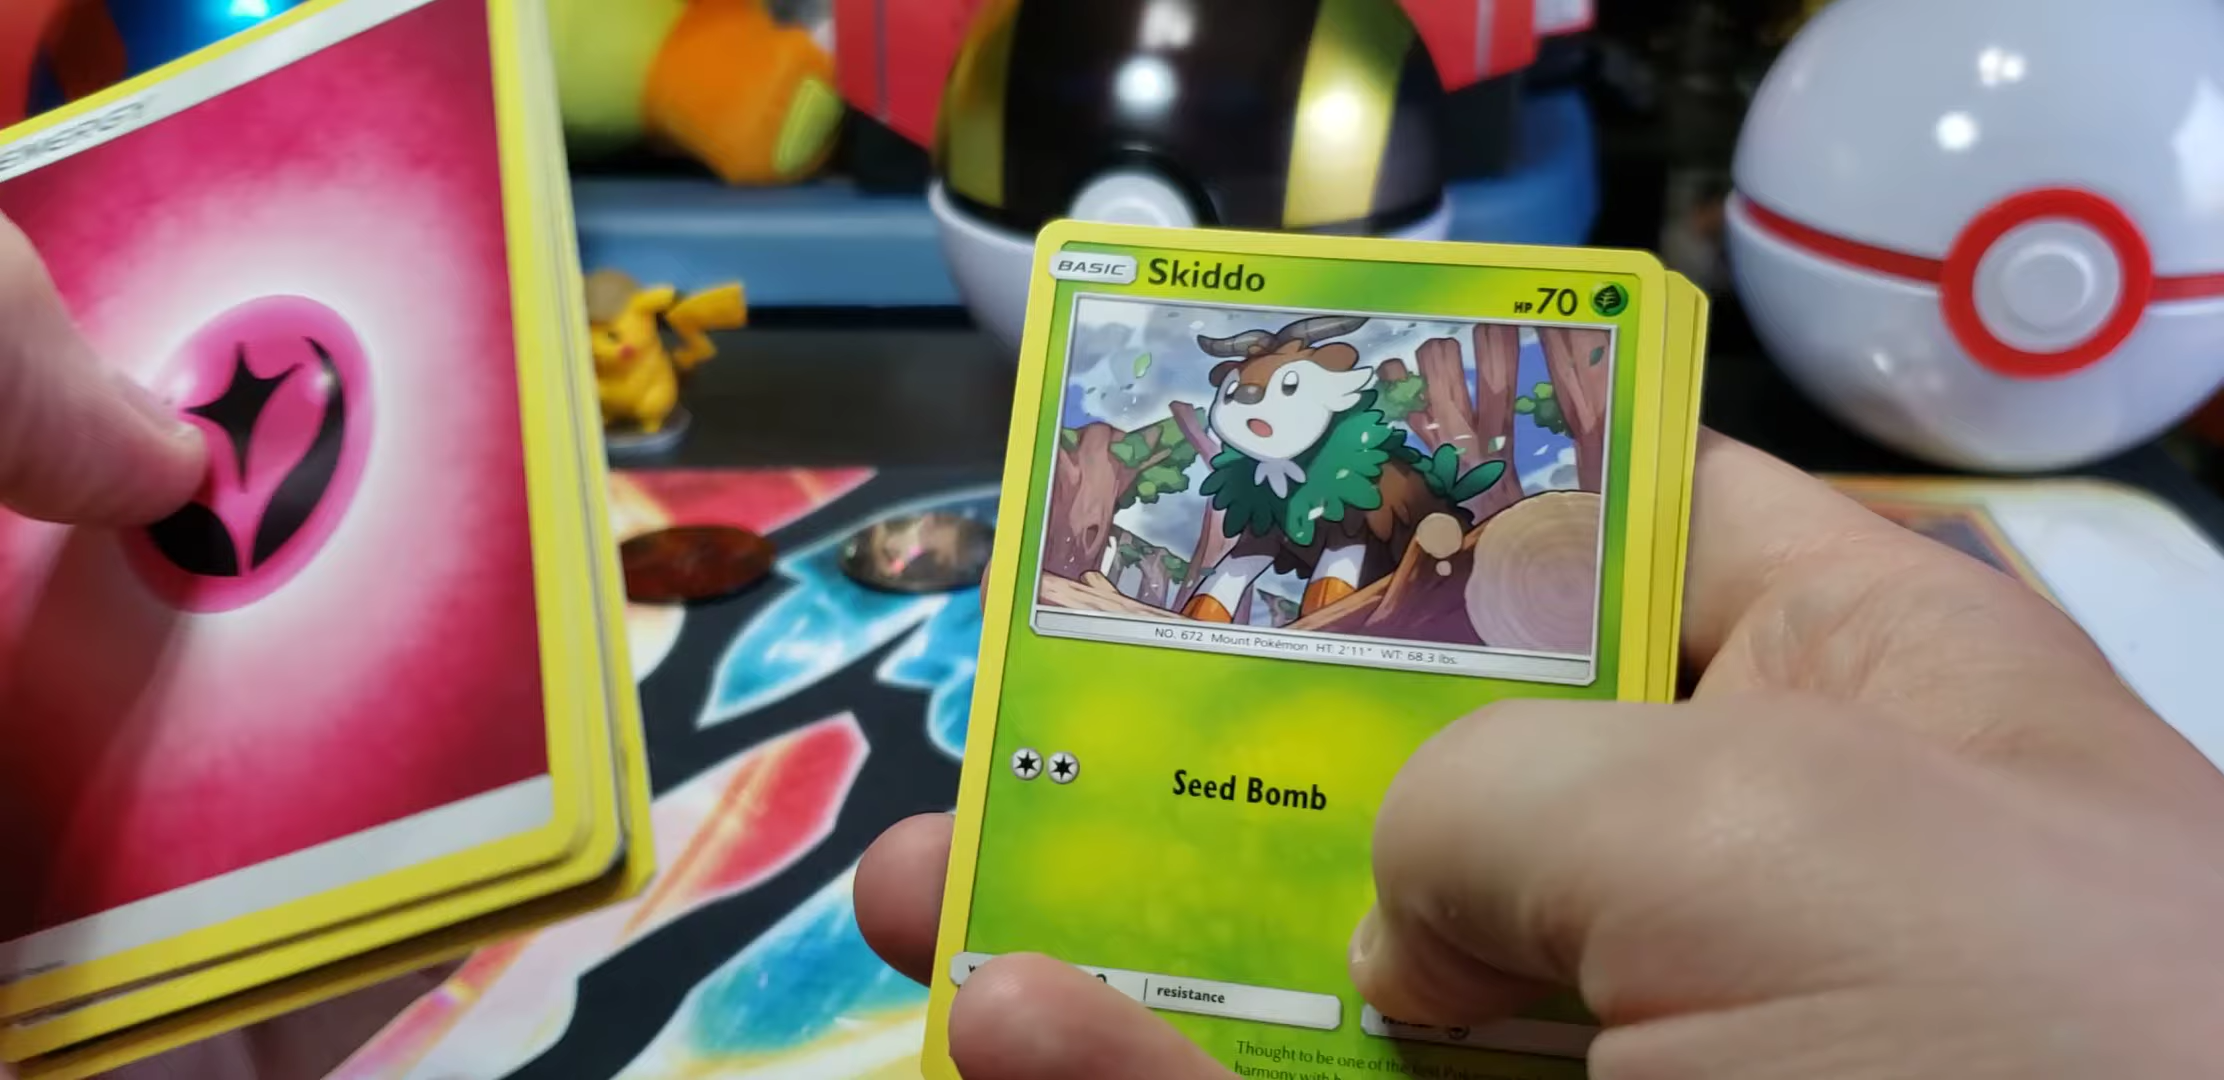 ENERGY
BASIC Skiddo
HP 70
NO. 672 Mount Pokémon HT: 2'11" WT: 68.3 lbs.
Seed Bomb
resistance
Thought to be one of the first Pok
harmony with